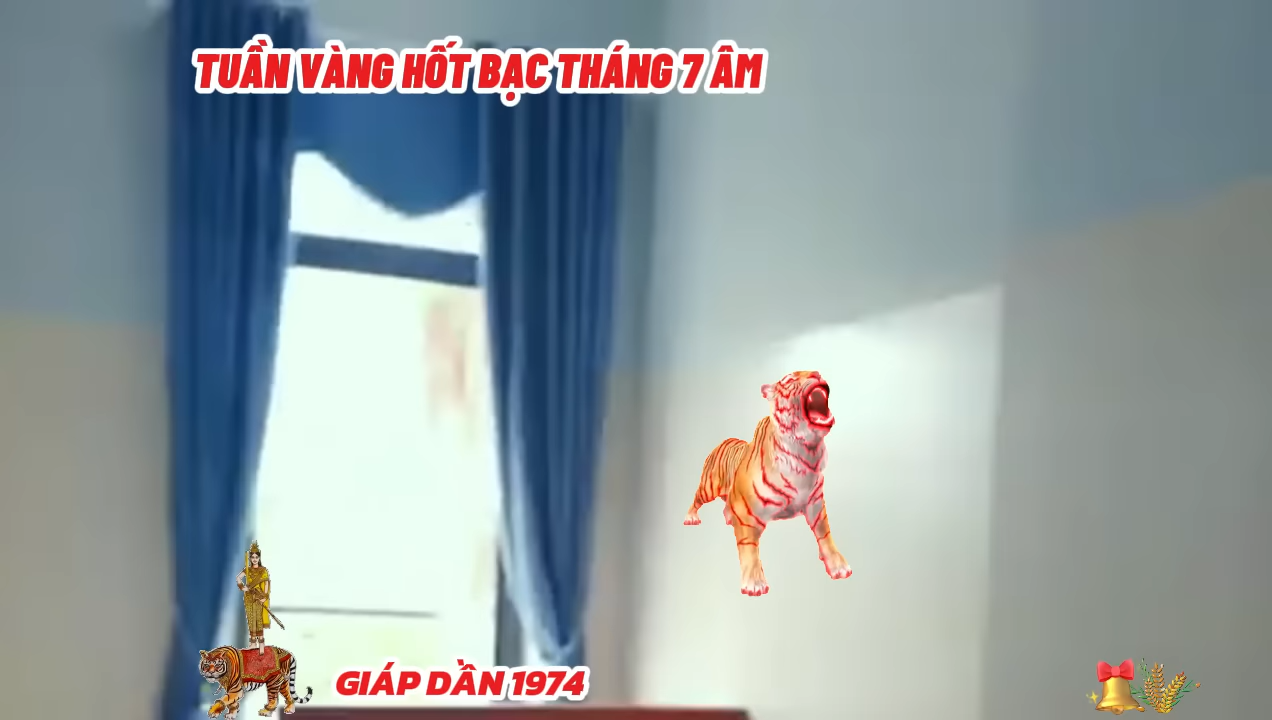 TUẦN VÀNG HỐT BẠC THÁNG 7 ÂM
GIÁP DẦN 1974